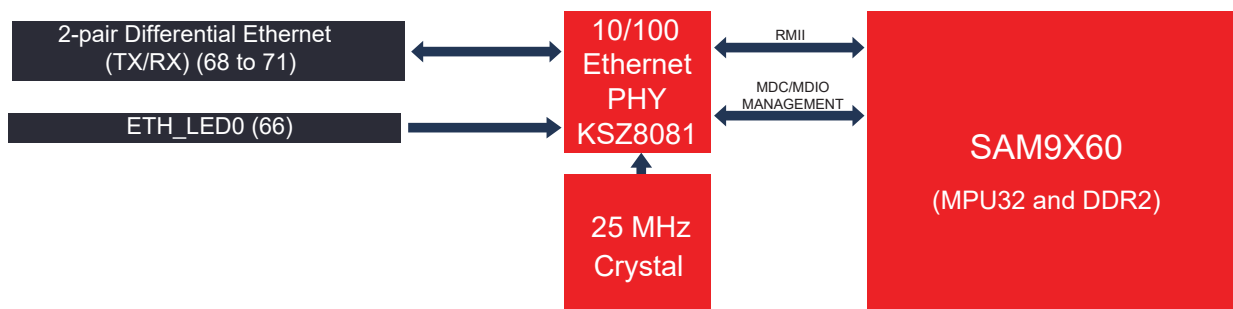 2-pair Differential Ethernet
(TX/RX) (68 to 71)
ETH_LED0 (66)
10/100
Ethernet
PHY
KSZ8081
25 MHz
Crystal
RMII
MDC/MDIO
MANAGEMENT
SAM9X60
(MPU32 and DDR2)